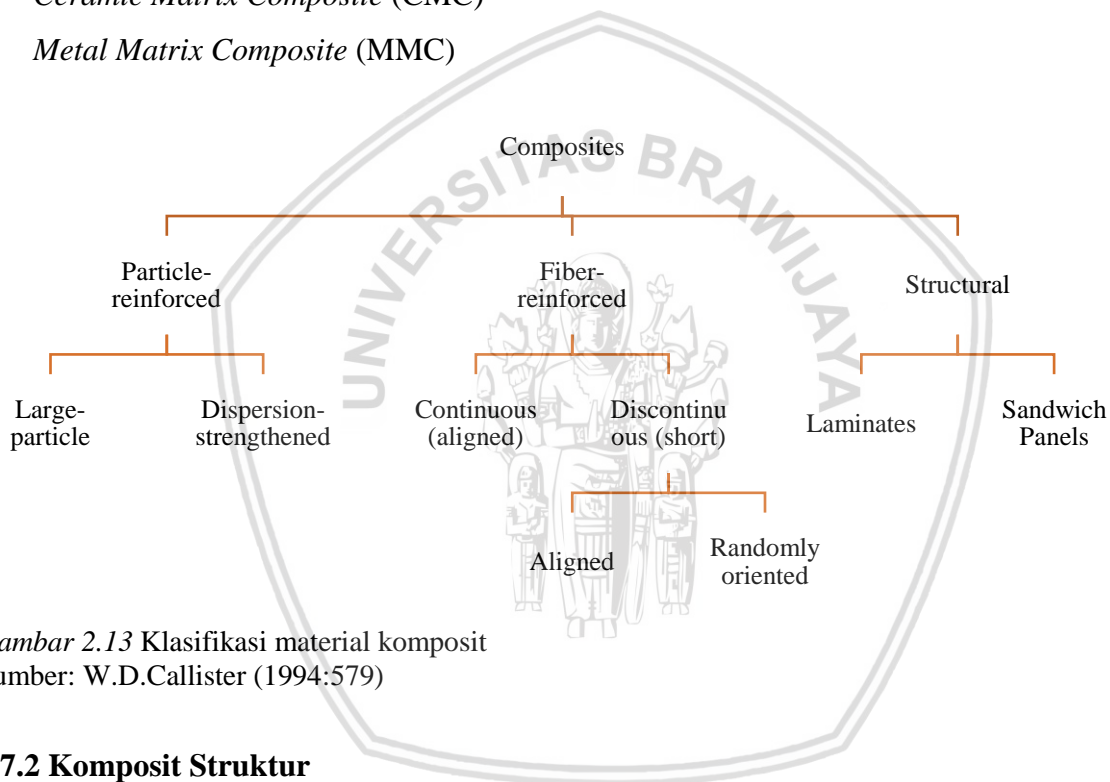 Ceramic Matrix Composite (CMC)
Metal Matrix Composite (MMC)
UNIVERSITAS BRAWIJAYA
Composites
Particle-
reinforced
Fiber-
reinforced
Structural
Large-
particle
Dispersion-
strengthened
Continuous
(aligned)
Discontinu
ous (short)
Laminates
Sandwich
Panels
Aligned
Randomly
oriented
ambar 2.13 Klasifikasi material komposit
umber: W.D.Callister (1994:579)
7.2 Komposit Struktur